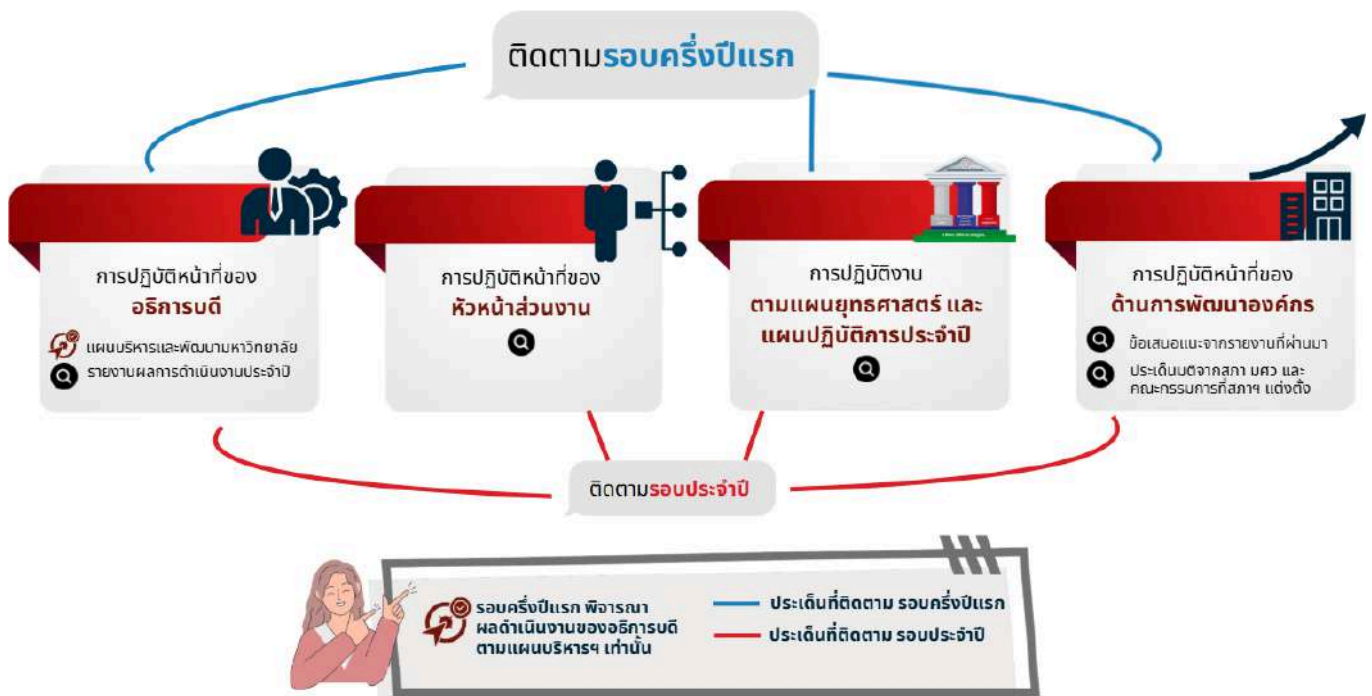 ติดตามรอบครึ่งปีแรก
การปฏิบัติหน้าที่ของ
อธิการบดี
แผนบริหารและพัฒนามหาวิทยาลัย
รายงานผลการดำเนินงานประจำปี
การปฏิบัติหน้าที่ของ
หัวหน้าส่วนงาน
การปฏิบัติงาน
ตามแผนยุทธศาสตร์ และ
แผนปฏิบัติการประจำปี
การปฏิบัติหน้าที่ของ
ด้านการพัฒนาองค์กร
ข้อเสนอแนะจากรายงานที่ผ่านมา
ประเด็นมติจากสภา มศว และ
คณะกรรมการที่สภาฯ แต่งตั้ง
ติดตามรอบประจำปี
รอบครึ่งปีแรก พิจารณา
ผลดำเนินงานของอธิการบดี
ตามแผนบริหารฯ เท่านั้น
ประเด็นที่ติดตาม รอบครึ่งปีแรก
ประเด็นที่ติดตาม รอบประจำปี